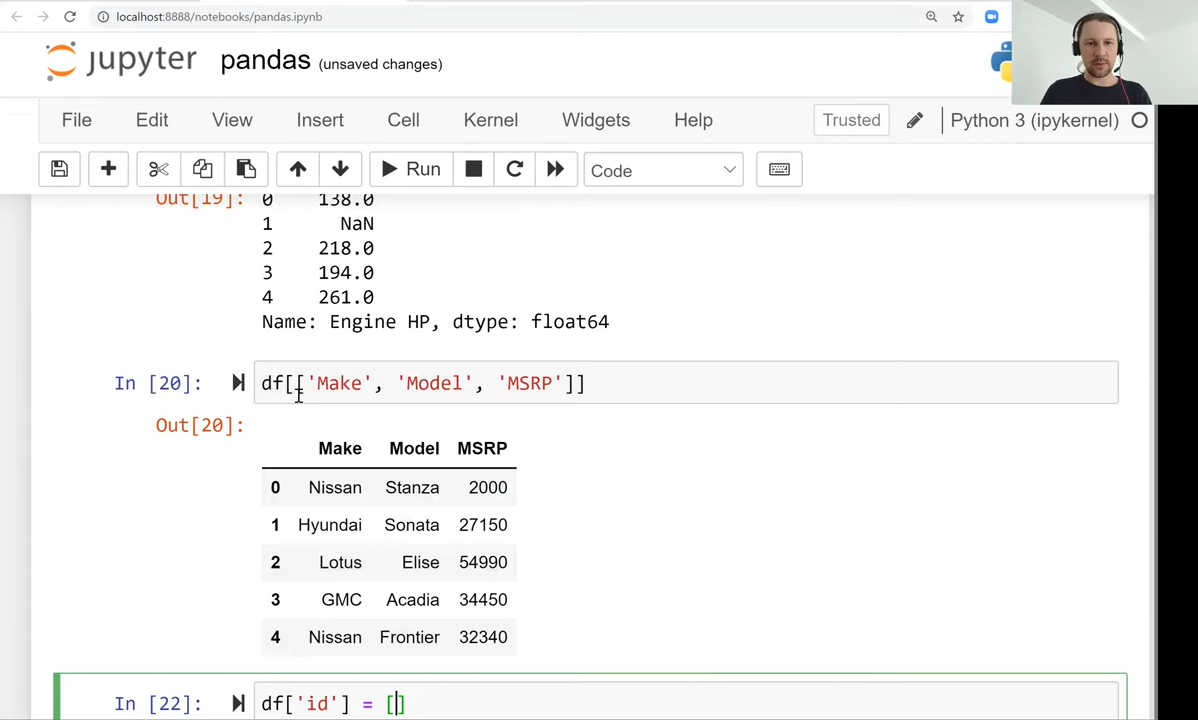 localhost:8888/notebooks/pandas.ipynb
jupyter pandas (unsaved changes)
File Edit View Insert Cell Kernel Widgets Help Trusted Python 3 (ipykernel)
Run Code
Out[19]: 0 138.0
1 NaN
2 218.0
3 194.0
4 261.0
Name: Engine HP, dtype: float64
In [20]: df[['Make', 'Model', 'MSRP']]
Out[20]:
Make Model MSRP
0 Nissan Stanza 2000
1 Hyundai Sonata 27150
2 Lotus Elise 54990
3 GMC Acadia 34450
4 Nissan Frontier 32340
In [22]: df['id'] = []